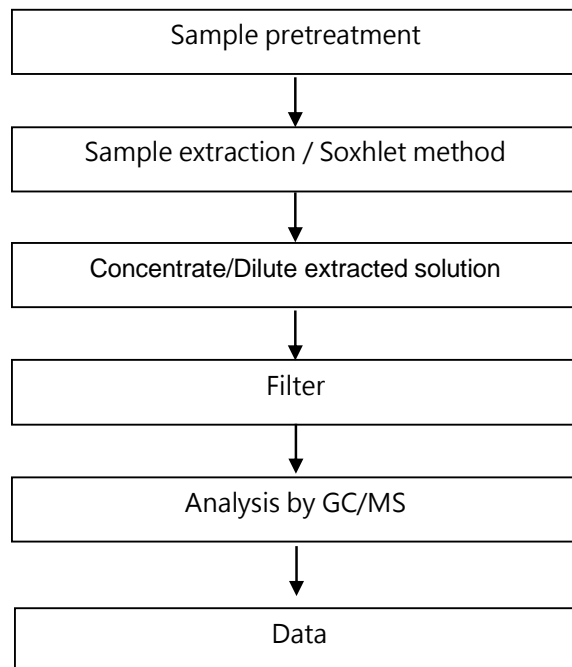 Sample pretreatment
Sample extraction / Soxhlet method
Concentrate/Dilute extracted solution
Filter
Analysis by GC/MS
Data